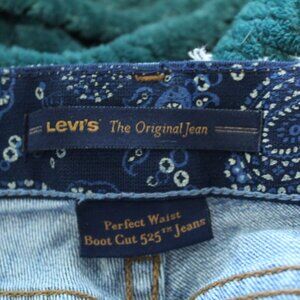 Levi's The Original Jean
Perfect Waist
Boot Cut 525™ Jeans